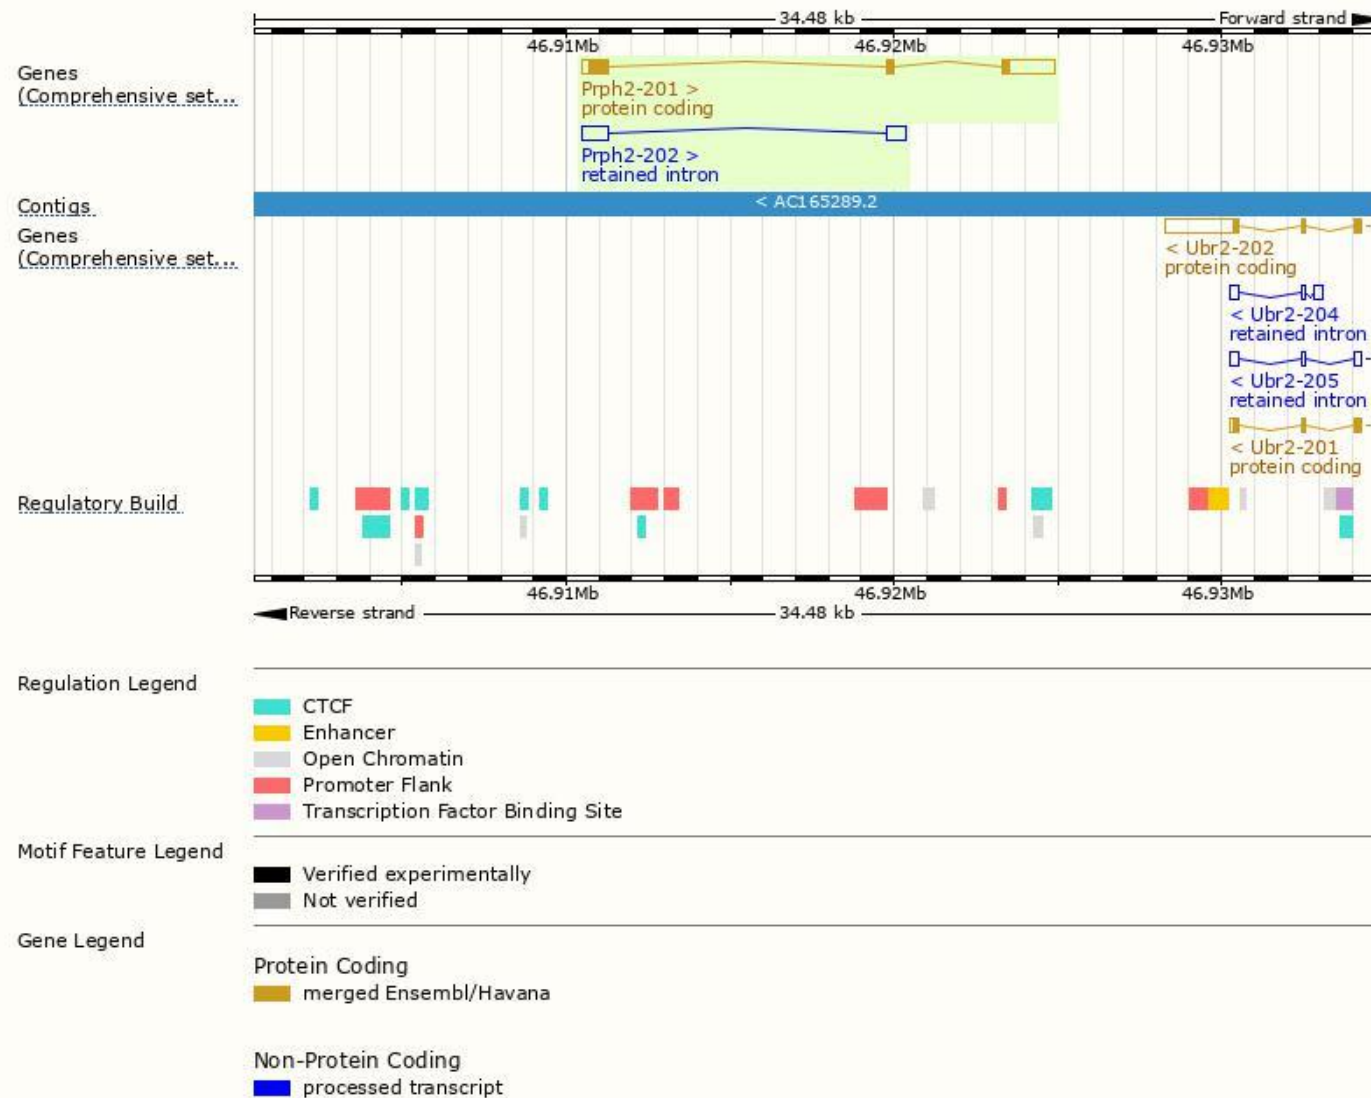 34.48 kb
Forward strand
46.91Mb 46.92Mb 46.93Mb
Genes
(Comprehensive set...
Prph2-201 >
protein coding
Prph2-202 >
retained intron
Contigs
< AC165289.2
Genes
(Comprehensive set...
< Ubr2-202
protein coding
< Ubr2-204
retained intron
< Ubr2-205
retained intron
< Ubr2-201
protein coding
Regulatory Build
46.91Mb 46.92Mb 46.93Mb
Reverse strand
34.48 kb
Regulation Legend
CTCF
Enhancer
Open Chromatin
Promoter Flank
Transcription Factor Binding Site
Motif Feature Legend
Verified experimentally
Not verified
Gene Legend
Protein Coding
merged Ensembl/Havana
Non-Protein Coding
processed transcript